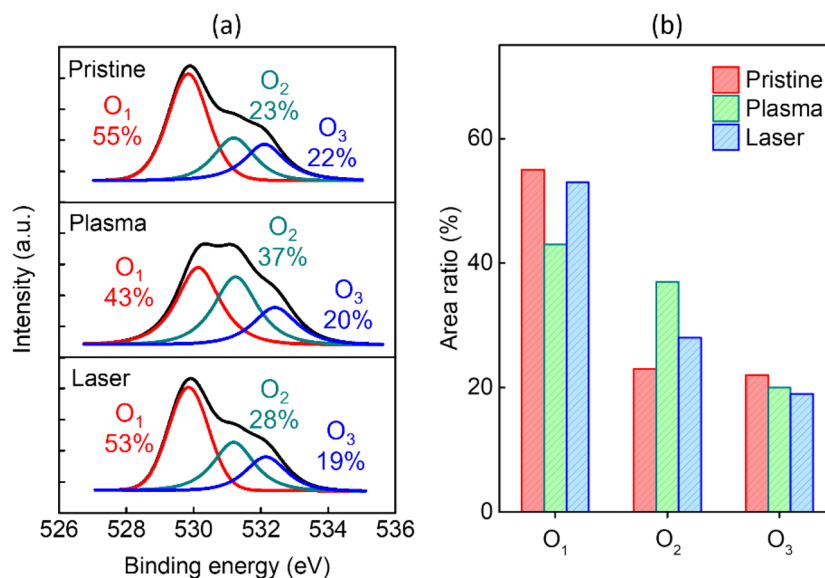 (a)
Pristine
O₁
55%
O₂
23%
O₃
22%
Plasma
O₁
43%
O₂
37%
O₃
20%
Laser
O₁
53%
O₂
28%
O₃
19%
Intensity (a.u.)
526 528 530 532 534 536
Binding energy (eV)
(b)
Pristine
Plasma
Laser
Area ratio (%)
60
40
20
0
O₁ O₂ O₃